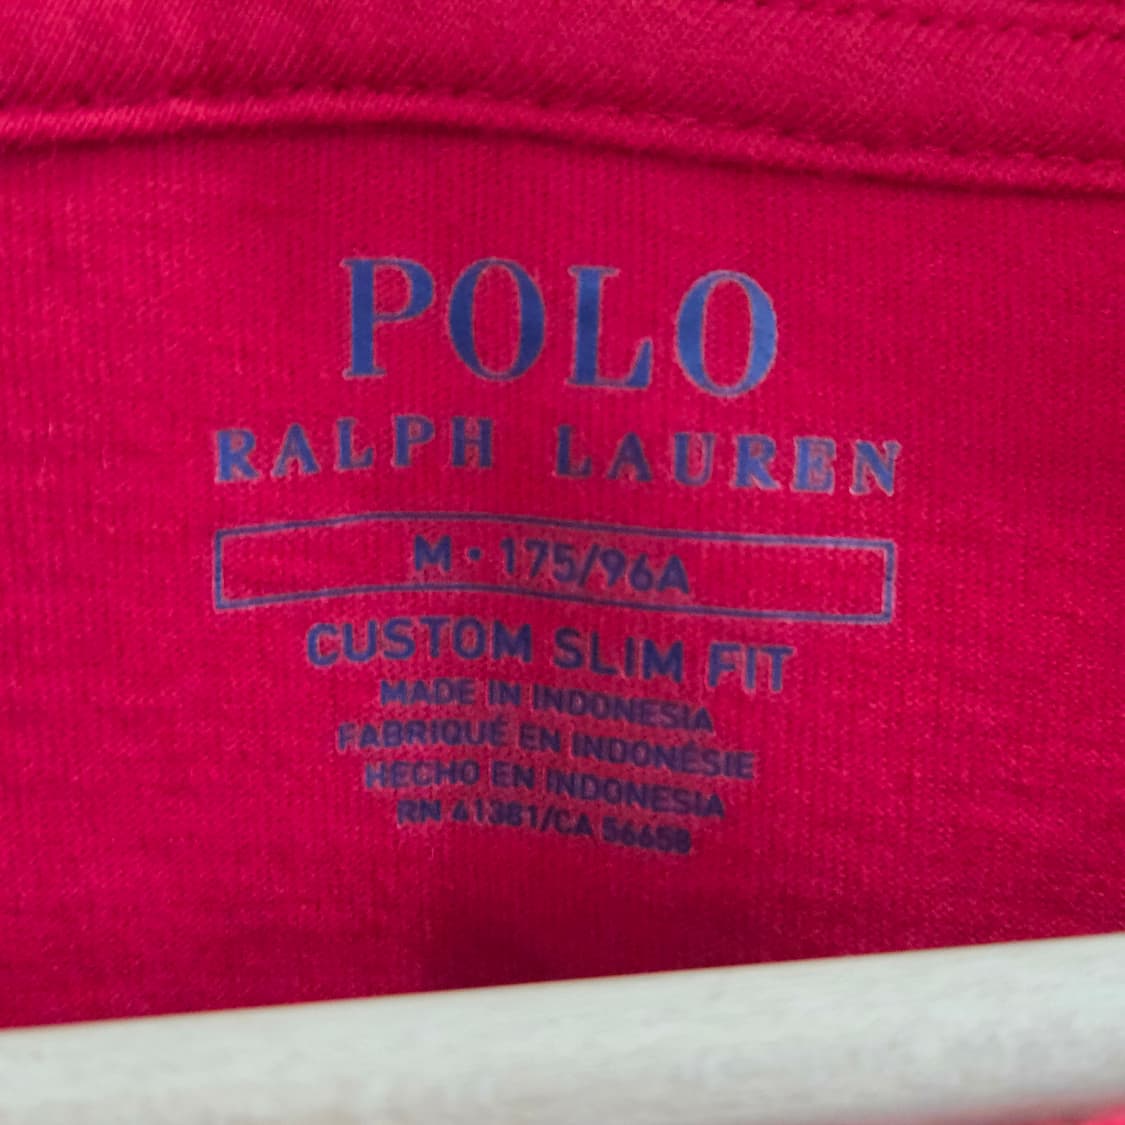 POLO
RALPH LAUREN
M • 175/96A
CUSTOM SLIM FIT
MADE IN INDONESIA
FABRIQUÉ EN INDONÉSIE
HECHO EN INDONESIA
RN 41381/CA 56658